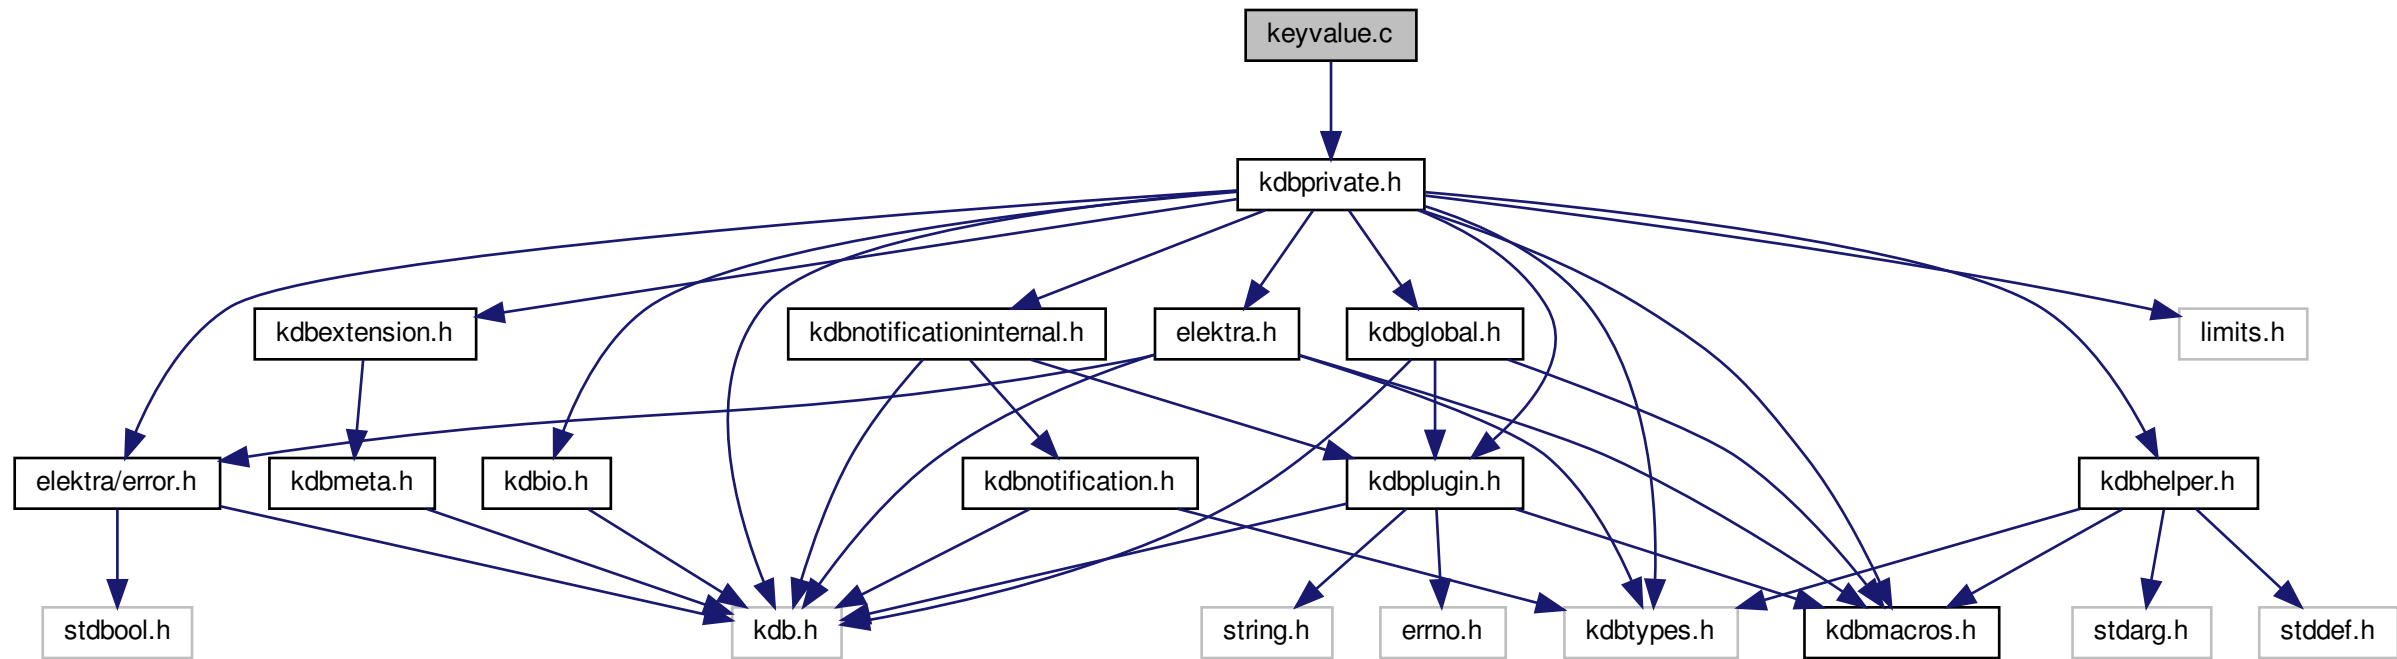 keyvalue.c
kdbprivate.h
kdbextension.h
kdbnotificationinternal.h
elektra.h
kdbglobal.h
limits.h
elektra/error.h
kdbmeta.h
kdbio.h
kdbnotification.h
kdbplugin.h
kdbhelper.h
stdbool.h
kdb.h
string.h
errno.h
kdbtypes.h
kdbmacros.h
stdarg.h
stddef.h